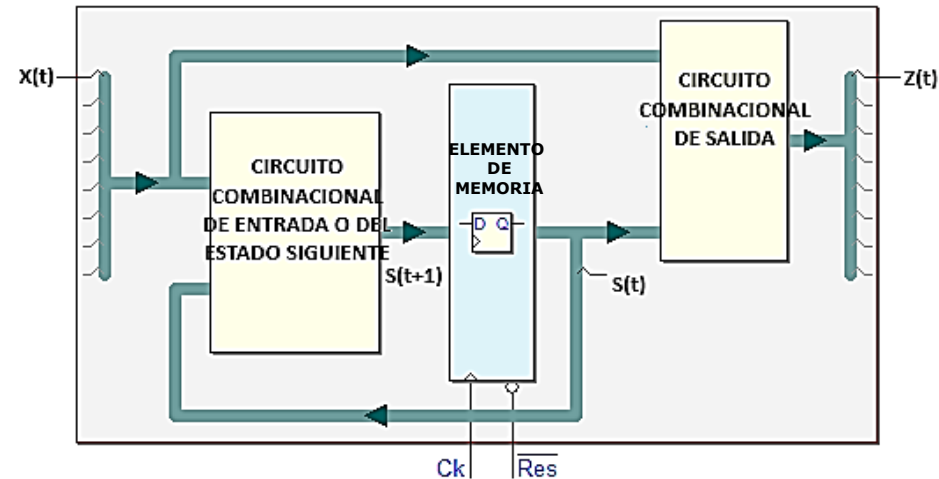 X(t)
CIRCUITO
COMBINACIONAL
DE ENTRADA O DEL
ESTADO SIGUIENTE
S(t+1)
ELEMENTO
DE
MEMORIA
D Q
S(t)
CIRCUITO
COMBINACIONAL
DE SALIDA
Z(t)
Ck
Res